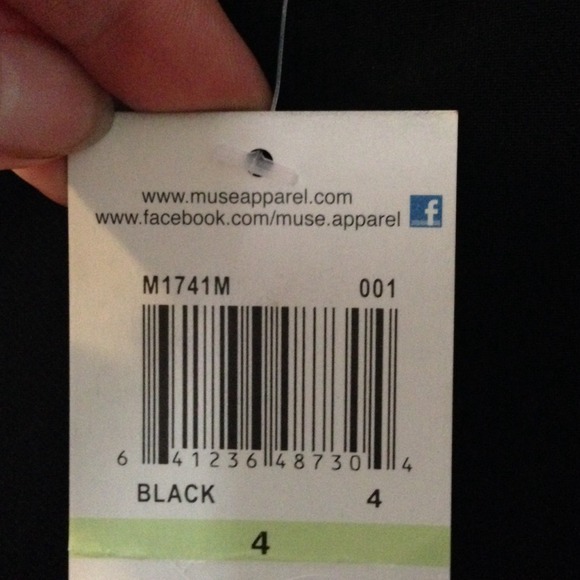 www.museapparel.com
www.facebook.com/muse.apparel f
M1741M 001
6 41236 48730 4
BLACK 4
4